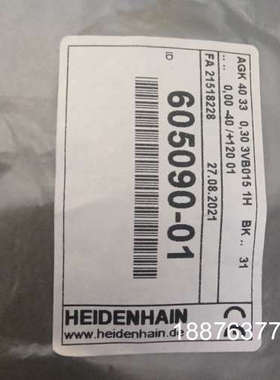 AGK 40 33 0,30 3VB015 1H BK .. 31
.. .. 0,00 -40 /+120 01
FA 21518228 27.08.2021
ID
605090-01
HEIDENHAIN
www.heidenhain.de
CE
18876377